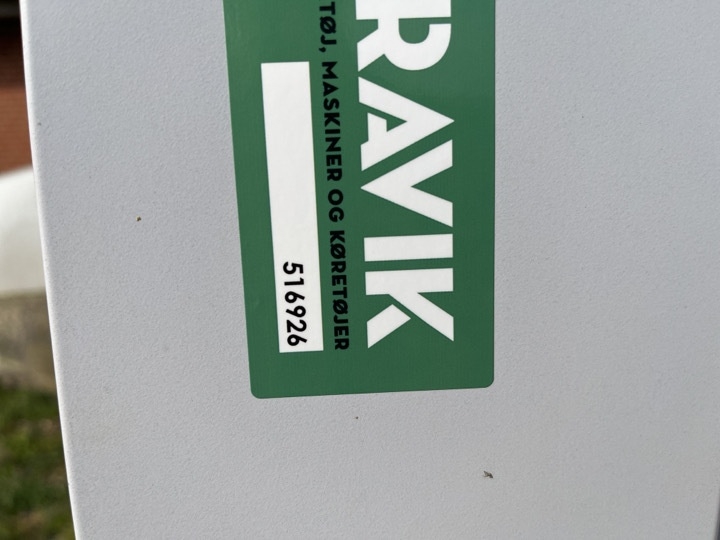 RAVIK
TØJ, MASKINER OG KØRETØJER
516926